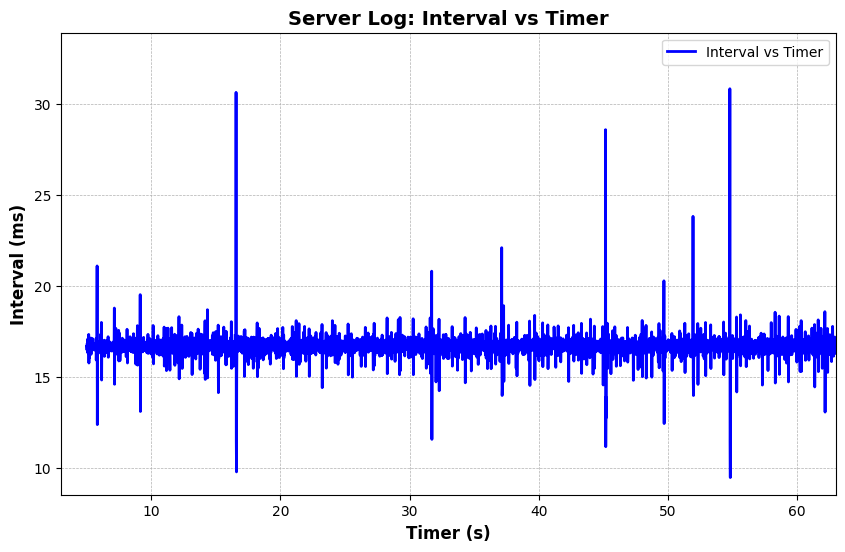 Server Log: Interval vs Timer
Interval vs Timer
30
25
20
15
10
Interval (ms)
10 20 30 40 50 60
Timer (s)